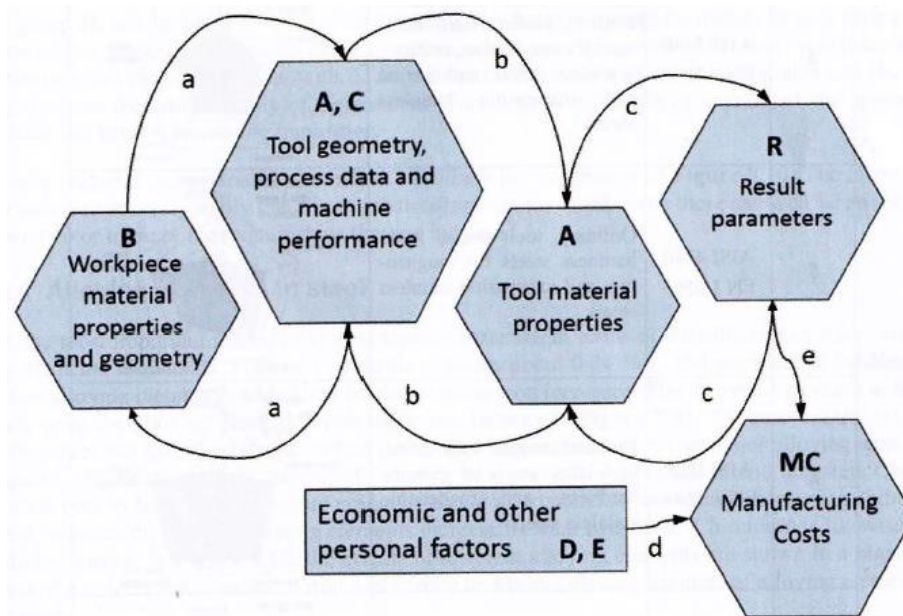 a
b
c
A, C
Tool geometry,
process data and
machine
performance
R
Result
parameters
B
Workpiece
material
properties
and geometry
A
Tool material
properties
a
b
c
e
MC
Manufacturing
Costs
Economic and other
personal factors D, E
d